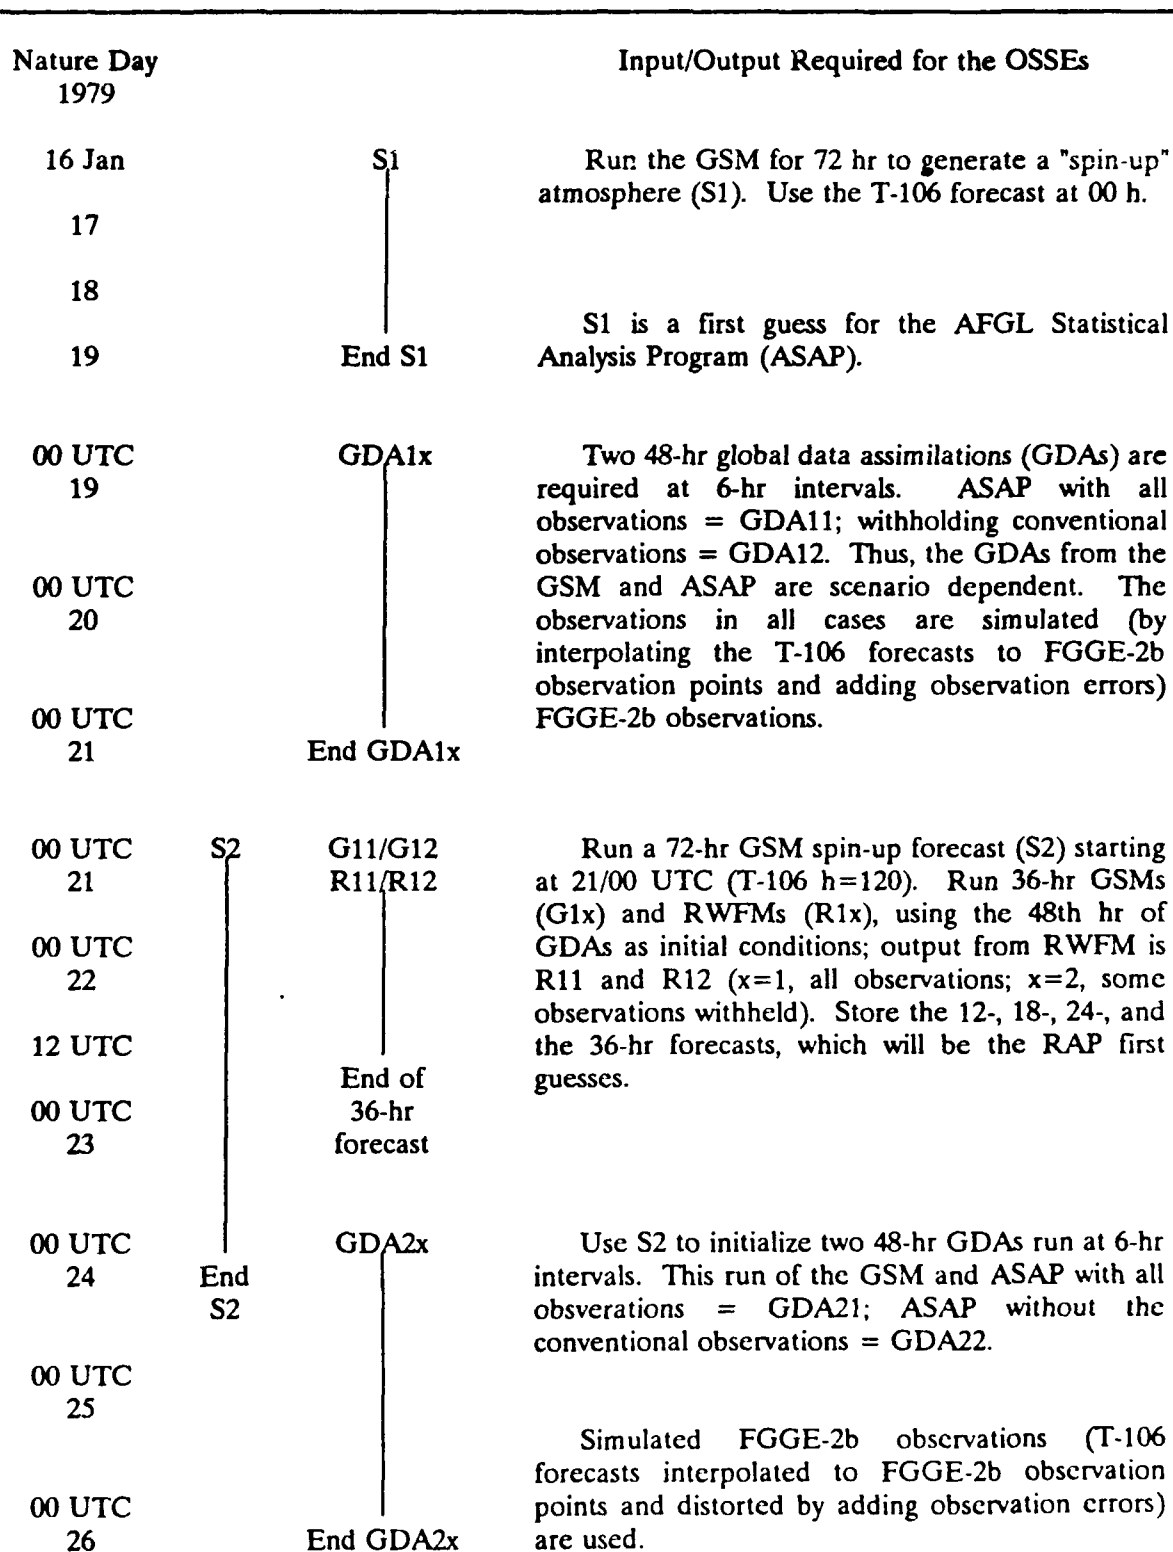 Nature Day
1979
Input/Output Required for the OSSEs
16 Jan
S1
Run the GSM for 72 hr to generate a "spin-up"
atmosphere (S1). Use the T-106 forecast at 00 h.
17
18
S1 is a first guess for the AFGL Statistical
19
End S1
Analysis Program (ASAP).
00 UTC
19
GDA1x
Two 48-hr global data assimilations (GDAs) are
required at 6-hr intervals. ASAP with all
observations = GDA11; withholding conventional
observations = GDA12. Thus, the GDAs from the
00 UTC
20
GSM and ASAP are scenario dependent. The
observations in all cases are simulated (by
interpolating the T-106 forecasts to FGGE-2b
observation points and adding observation errors)
FGGE-2b observations.
00 UTC
21
End GDA1x
00 UTC
21
S2
G11/G12
R11/R12
Run a 72-hr GSM spin-up forecast (S2) starting
at 21/00 UTC (T-106 h=120). Run 36-hr GSMs
(G1x) and RWFMs (R1x), using the 48th hr of
GDAs as initial conditions; output from RWFM is
R11 and R12 (x=1, all observations; x=2, some
observations withheld). Store the 12-, 18-, 24-, and
the 36-hr forecasts, which will be the RAP first
guesses.
00 UTC
22
12 UTC
End of
36-hr
forecast
00 UTC
23
00 UTC
24
End
S2
GDA2x
Use S2 to initialize two 48-hr GDAs run at 6-hr
intervals. This run of the GSM and ASAP with all
obsverations = GDA21; ASAP without the
conventional observations = GDA22.
00 UTC
25
Simulated FGGE-2b observations (T-106
forecasts interpolated to FGGE-2b observation
points and distorted by adding observation errors)
are used.
00 UTC
26
End GDA2x